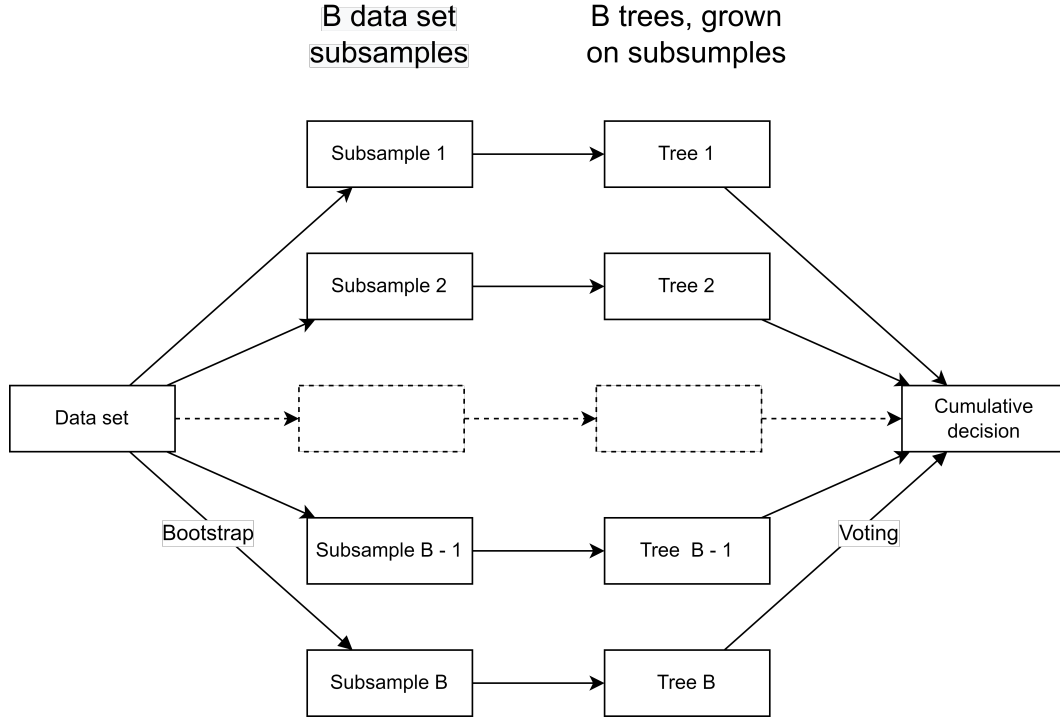 B data set
subsamples
B trees, grown
on subsumples
Subsample 1
Tree 1
Subsample 2
Tree 2
Data set
Cumulative
decision
Bootstrap
Voting
Subsample B - 1
Tree B - 1
Subsample B
Tree B